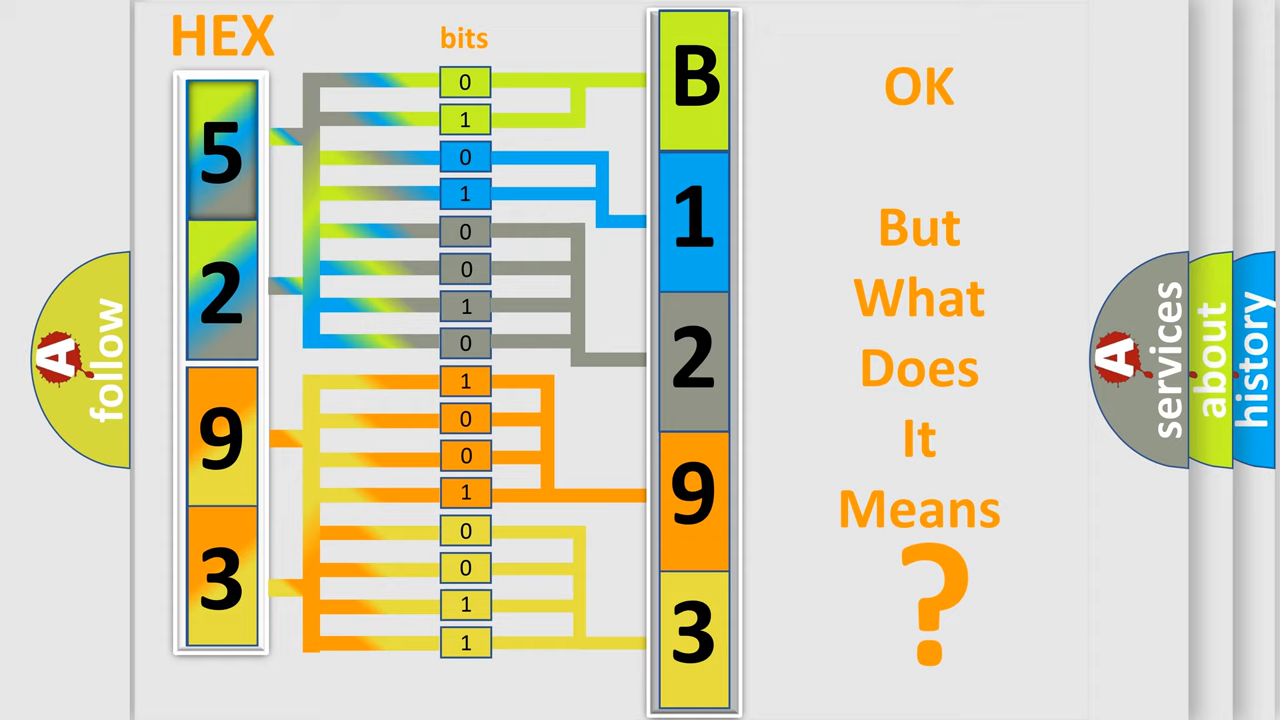 HEX
bits
5
2
9
3
0
1
0
1
0
0
1
0
1
0
0
1
0
0
1
1
B
1
2
9
3
OK
But
What
Does
It
Means
?
A
follow
A
services
about
history